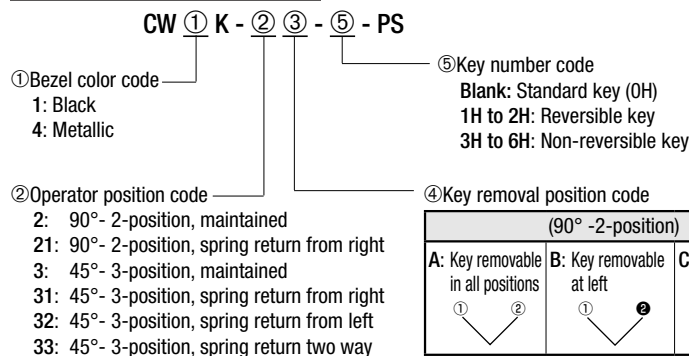 CW ① K - ② ③ - ⑤ - PS
①Bezel color code
1: Black
4: Metallic
②Operator position code
2: 90°- 2-position, maintained
21: 90°- 2-position, spring return from right
3: 45°- 3-position, maintained
31: 45°- 3-position, spring return from right
32: 45°- 3-position, spring return from left
33: 45°- 3-position, spring return two way
⑤Key number code
Blank: Standard key (0H)
1H to 2H: Reversible key
3H to 6H: Non-reversible key
④Key removal position code
(90° -2-position)
A: Key removable
in all positions
① ②
B: Key removable
at left
① ❷
C